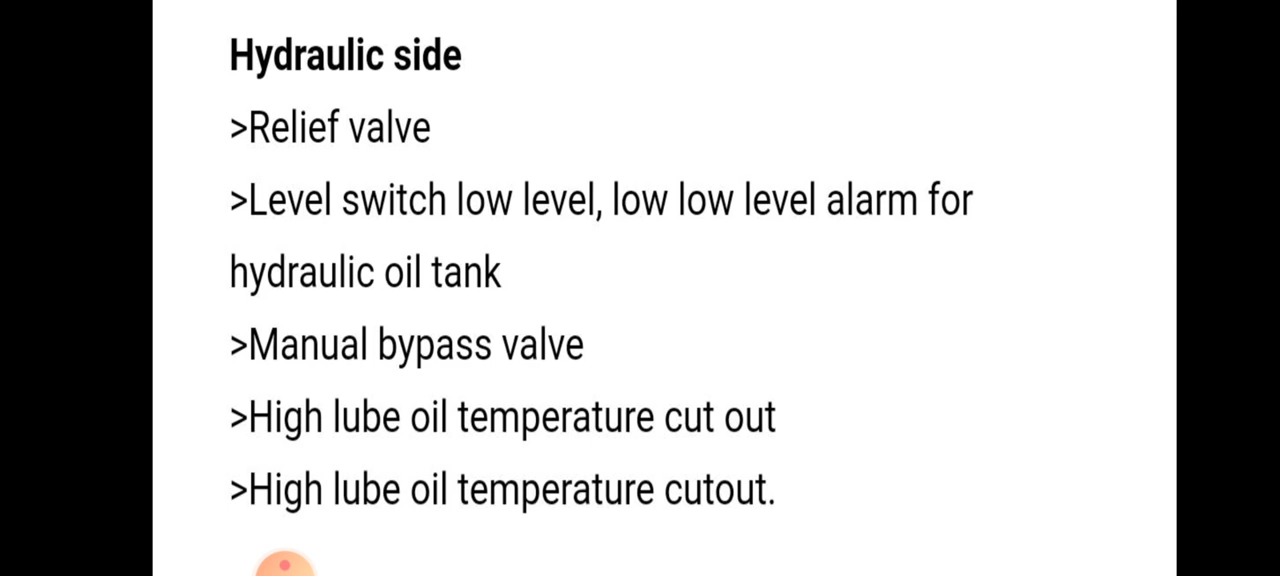 Hydraulic side
>Relief valve
>Level switch low level, low low level alarm for
hydraulic oil tank
>Manual bypass valve
>High lube oil temperature cut out
>High lube oil temperature cutout.